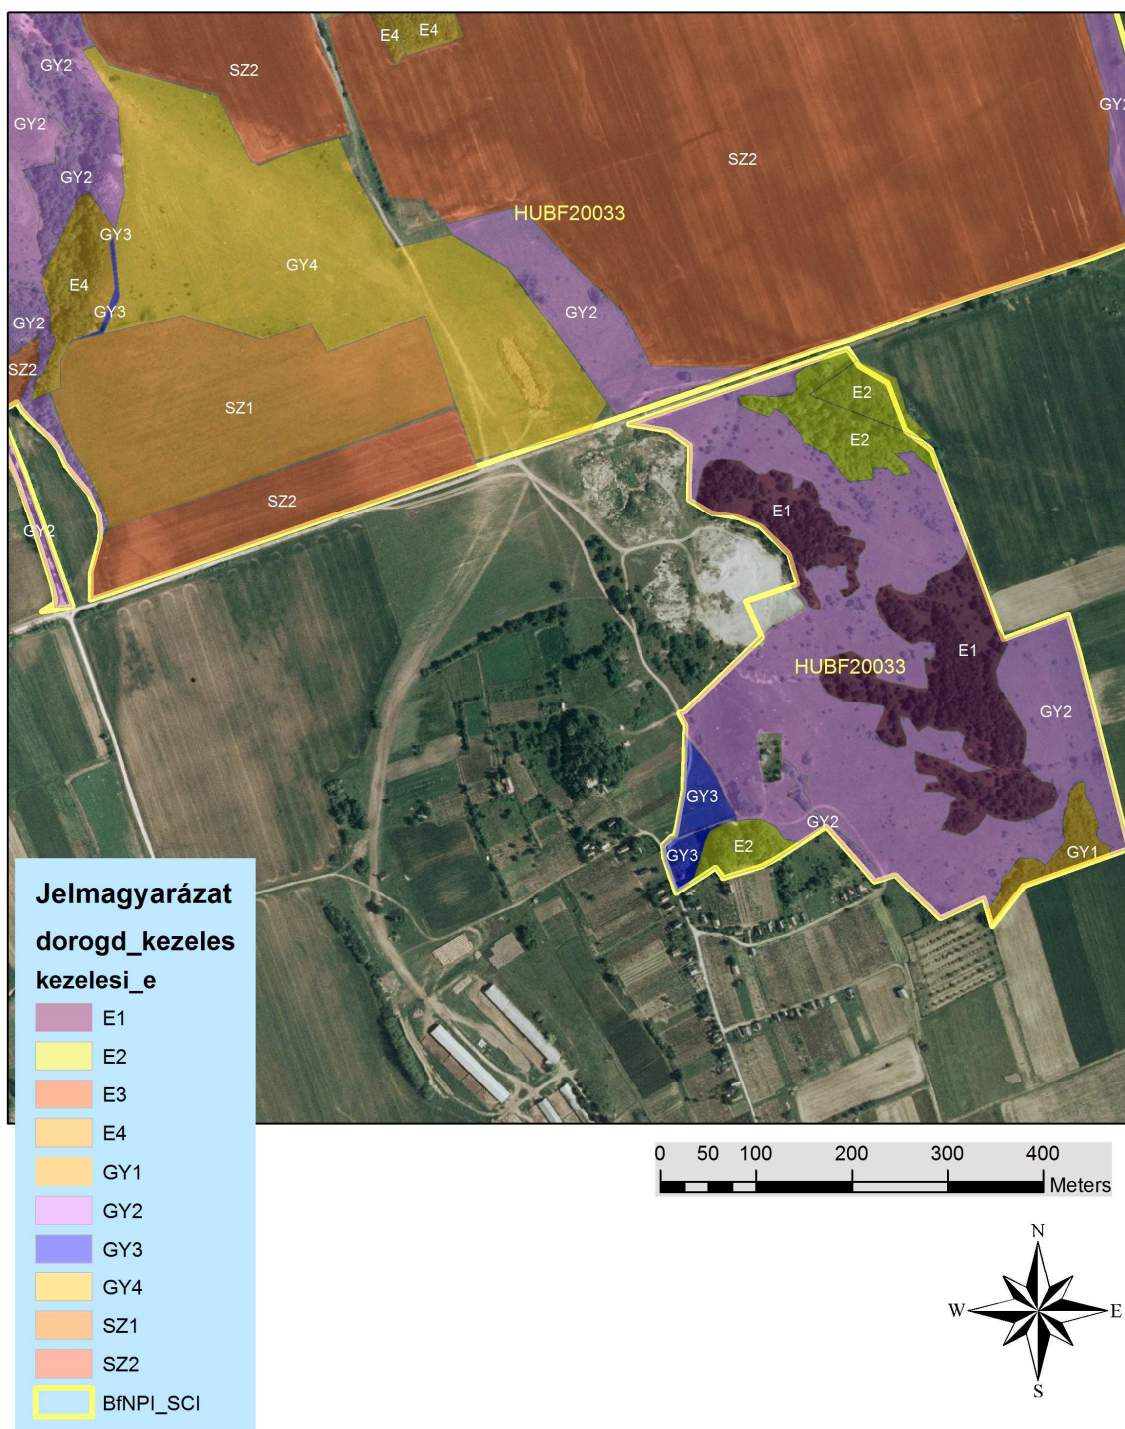 E4
E4
GY2
SZ2
GY2
GY2
SZ2
GY2
HUBF20033
GY3
GY4
E4
GY3
GY2
GY2
SZ2
E2
SZ1
E2
SZ2
E1
GY2
E1
HUBF20033
GY2
GY3
GY2
E2
GY3
GY1
Jelmagyarázat
dorogd_kezeles
kezelesi_e
E1
E2
E3
E4
GY1
GY2
GY3
GY4
SZ1
SZ2
BfNPI_SCI
0 50 100 200 300 400
Meters
N
W E
S